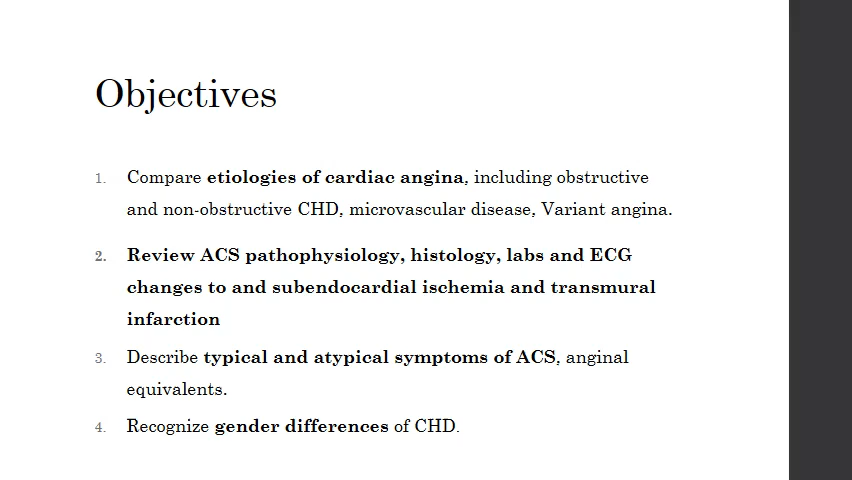 Objectives
1. Compare etiologies of cardiac angina, including obstructive
and non-obstructive CHD, microvascular disease, Variant angina.
2. Review ACS pathophysiology, histology, labs and ECG
changes to and subendocardial ischemia and transmural
infarction
3. Describe typical and atypical symptoms of ACS, anginal
equivalents.
4. Recognize gender differences of CHD.